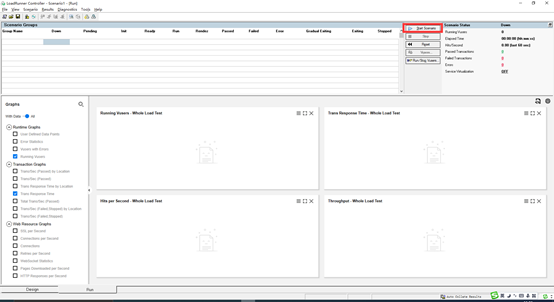 LoadRunner Controller - Scenario1 - [Run]
File View Scenario Results Diagnostics Tools Help
Scenario Groups
Group Name Down Pending Init Ready Run Rendez Passed Failed Error Gradual Exiting Exiting Stopped
Start Scenario
Stop
Reset
Vusers...
Run/Stop Vusers...
Scenario Status Down
Running Vusers 0
Elapsed Time 00:00:00 (hh:mm:ss)
Hits/Second 0.00 (last 60 sec)
Passed Transactions 0
Failed Transactions 0
Errors 0
Service Virtualization OFF
Graphs
With Data All
Runtime Graphs
User Defined Data Points
Error Statistics
Vusers with Errors
Running Vusers
Transaction Graphs
Trans/Sec (Passed) by Location
Trans/Sec (Passed)
Trans Response Time by Location
Trans Response Time
Total Trans/Sec (Passed)
Trans/Sec (Failed,Stopped) by Location
Trans/Sec (Failed,Stopped)
Web Resource Graphs
SSL per Second
Connections per Second
Connections
Retries per Second
WebSocket Statistics
Pages Downloaded per Second
HTTP Responses per Second
Running Vusers - Whole Load Test
Trans Response Time - Whole Load Test
Hits per Second - Whole Load Test
Throughput - Whole Load Test
Design Run
Auto Collate Results